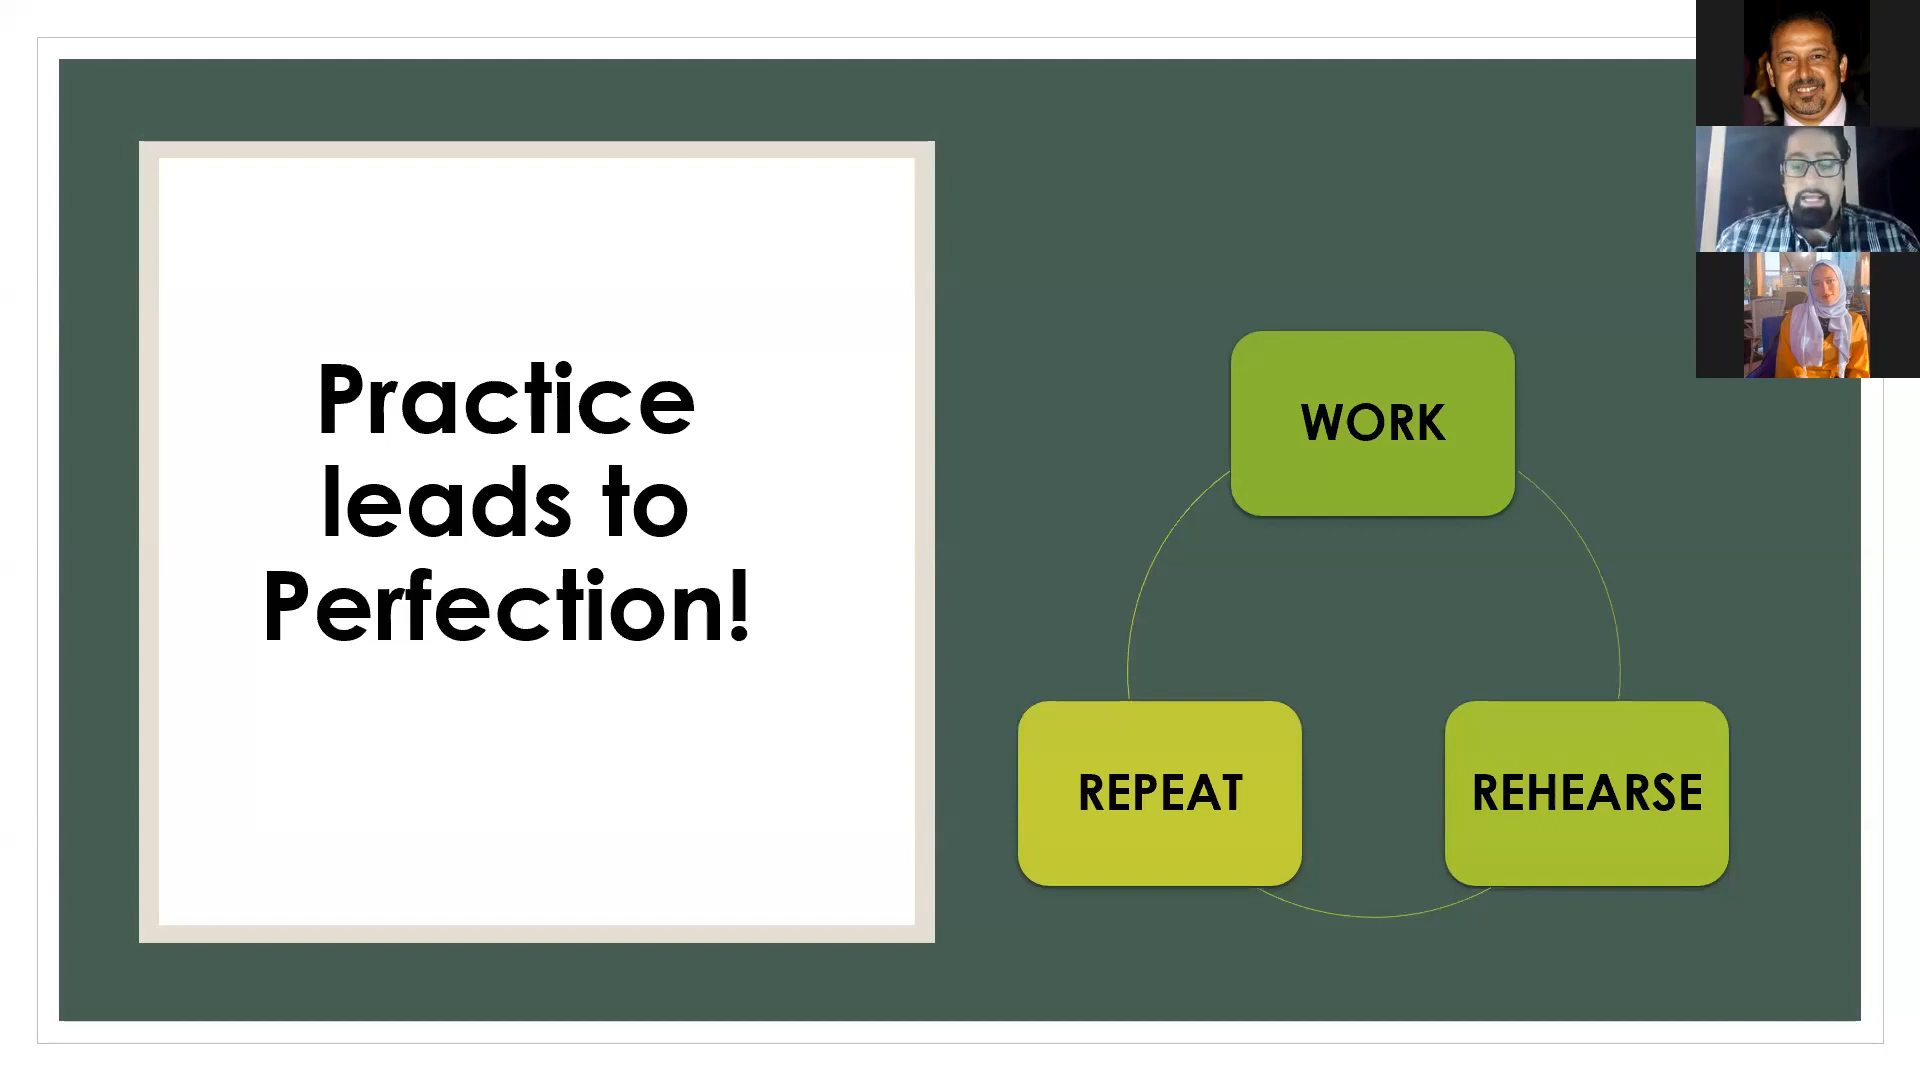 Practice
leads to
Perfection!
WORK
REPEAT
REHEARSE